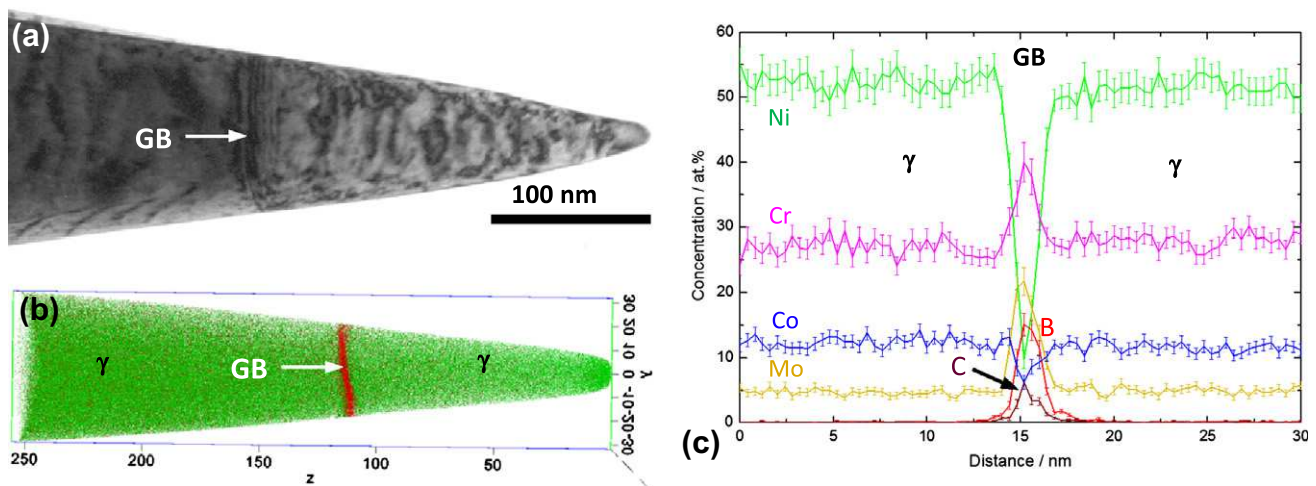 (a)
GB
100 nm
(b)
γ
GB
γ
30
20
10
0
-10
-20
-30
Y
250
200
150
100
50
z
(c)
60
50
40
30
20
10
0
Concentration / at.%
GB
Ni
γ
γ
Cr
Co
B
Mo
C
0
5
10
15
20
25
30
Distance / nm